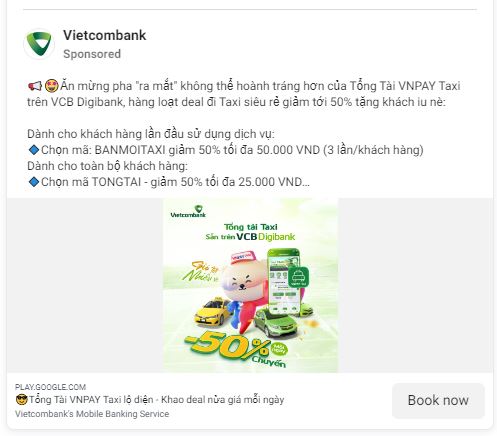 Vietcombank
Sponsored
📢🤩Ăn mừng pha "ra mắt" không thể hoành tráng hơn của Tổng Tài VNPAY Taxi
trên VCB Digibank, hàng loạt deal đi Taxi siêu rẻ giảm tới 50% tặng khách iu nè:
Dành cho khách hàng lần đầu sử dụng dịch vụ:
🔷Chọn mã: BANMOITAXI giảm 50% tối đa 50.000 VND (3 lần/khách hàng)
Dành cho toàn bộ khách hàng:
🔷Chọn mã TONGTAI - giảm 50% tối đa 25.000 VND...
Vietcombank
Tổng tài Taxi
Sẵn trên VCB Digibank
-50%
Chuyến
PLAY.GOOGLE.COM
😎Tổng Tài VNPAY Taxi lộ diện - Khao deal nửa giá mỗi ngày
Vietcombank's Mobile Banking Service
Book now